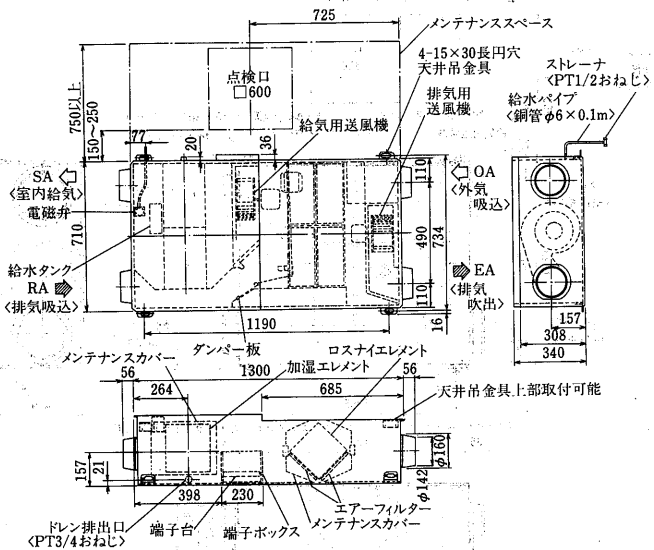 725
メンテナンススペース
4-15×30長円穴
天井吊金具
点検口
□600
排気用
送風機
ストレーナ
〈PT1/2おねじ〉
給水パイプ
〈銅管φ6×0.1m〉
750以上
150～250
給気用送風機
77
20
36
SA
〈室内給気〉
電磁弁
110
OA
〈外気
吸込〉
710
490
734
給水タンク
RA
〈排気吸込〉
EA
〈排気
吹出〉
110
16
157
308
340
1190
ダンパー板
ロスナイエレメント
メンテナンスカバー
加湿エレメント
56
1300
56
264
685
天井吊金具上部取付可能
157
21
φ160
φ142
398
230
ドレン排出口
〈PT3/4おねじ〉
端子台
端子ボックス
エアーフィルター
メンテナンスカバー